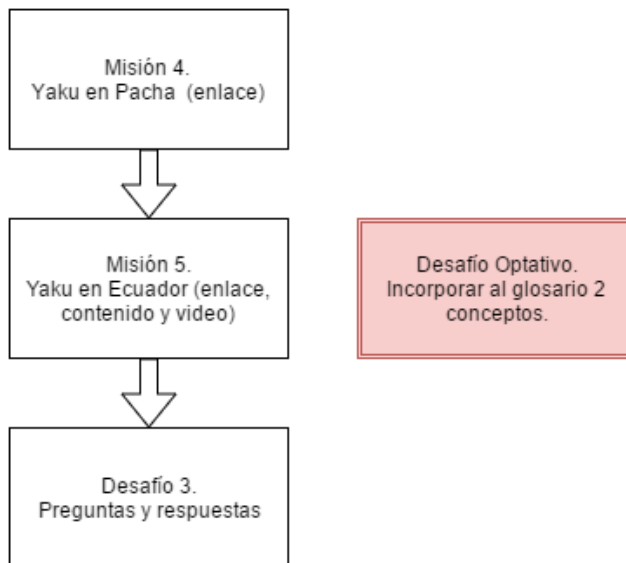 Misión 4.
Yaku en Pacha (enlace)
Misión 5.
Yaku en Ecuador (enlace,
contenido y video)
Desafío Optativo.
Incorporar al glosario 2
conceptos.
Desafío 3.
Preguntas y respuestas